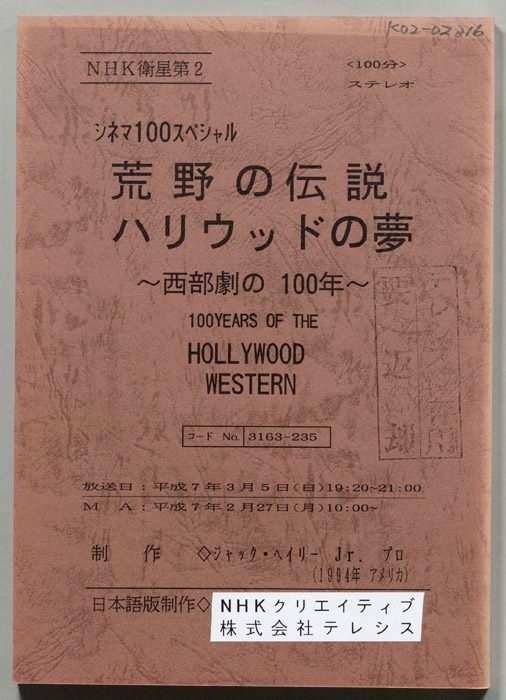 K02-02216
NHK衛星第2
<100分>
ステレオ
シネマ100スペシャル
荒野の伝説
ハリウッドの夢
～西部劇の 100年～
100YEARS OF THE
HOLLYWOOD
WESTERN
コード No. 3163-235
放送日：平成7年3月5日(日)19:20~21:00
MA：平成7年2月27日(月)10:00~
制作 ◇ジャック・ヘイリー Jr. プロ
(1994年 アメリカ)
日本語版制作◇ NHKクリエイティブ
株式会社テレシス